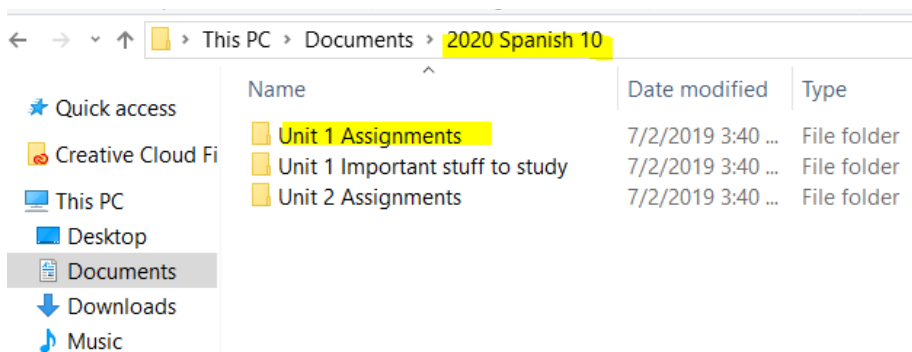 This PC > Documents > 2020 Spanish 10
Name Date modified Type
Quick access
Unit 1 Assignments 7/2/2019 3:40 ... File folder
Creative Cloud Fi
Unit 1 Important stuff to study 7/2/2019 3:40 ... File folder
This PC
Unit 2 Assignments 7/2/2019 3:40 ... File folder
Desktop
Documents
Downloads
Music